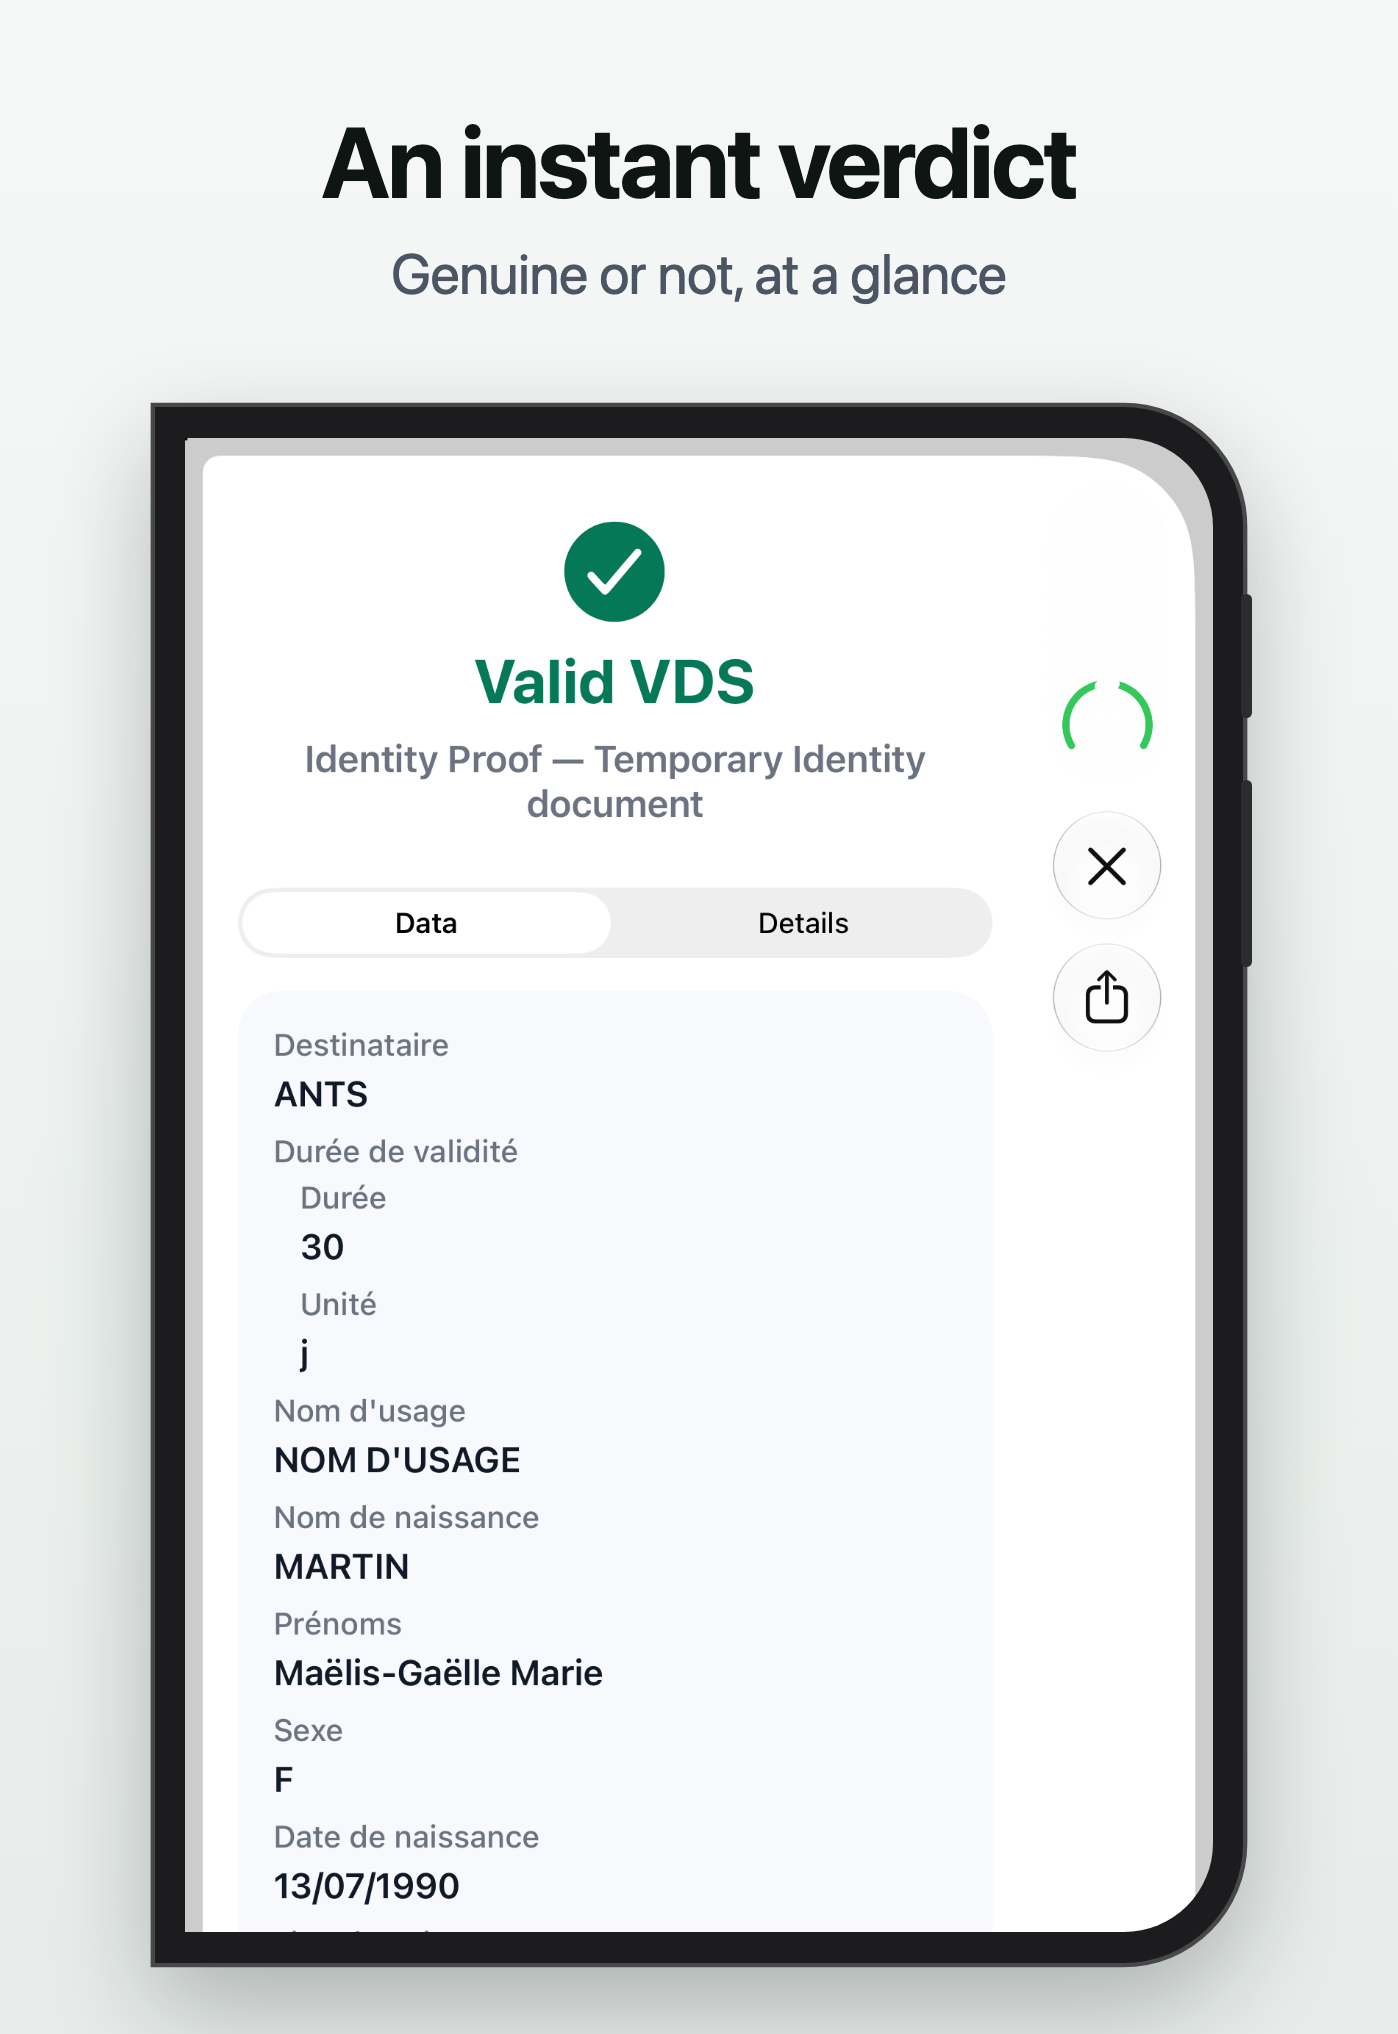 An instant verdict
Genuine or not, at a glance
Valid VDS
Identity Proof — Temporary Identity
document
Data
Details
Destinataire
ANTS
Durée de validité
Durée
30
Unité
j
Nom d'usage
NOM D'USAGE
Nom de naissance
MARTIN
Prénoms
Maëlis-Gaëlle Marie
Sexe
F
Date de naissance
13/07/1990